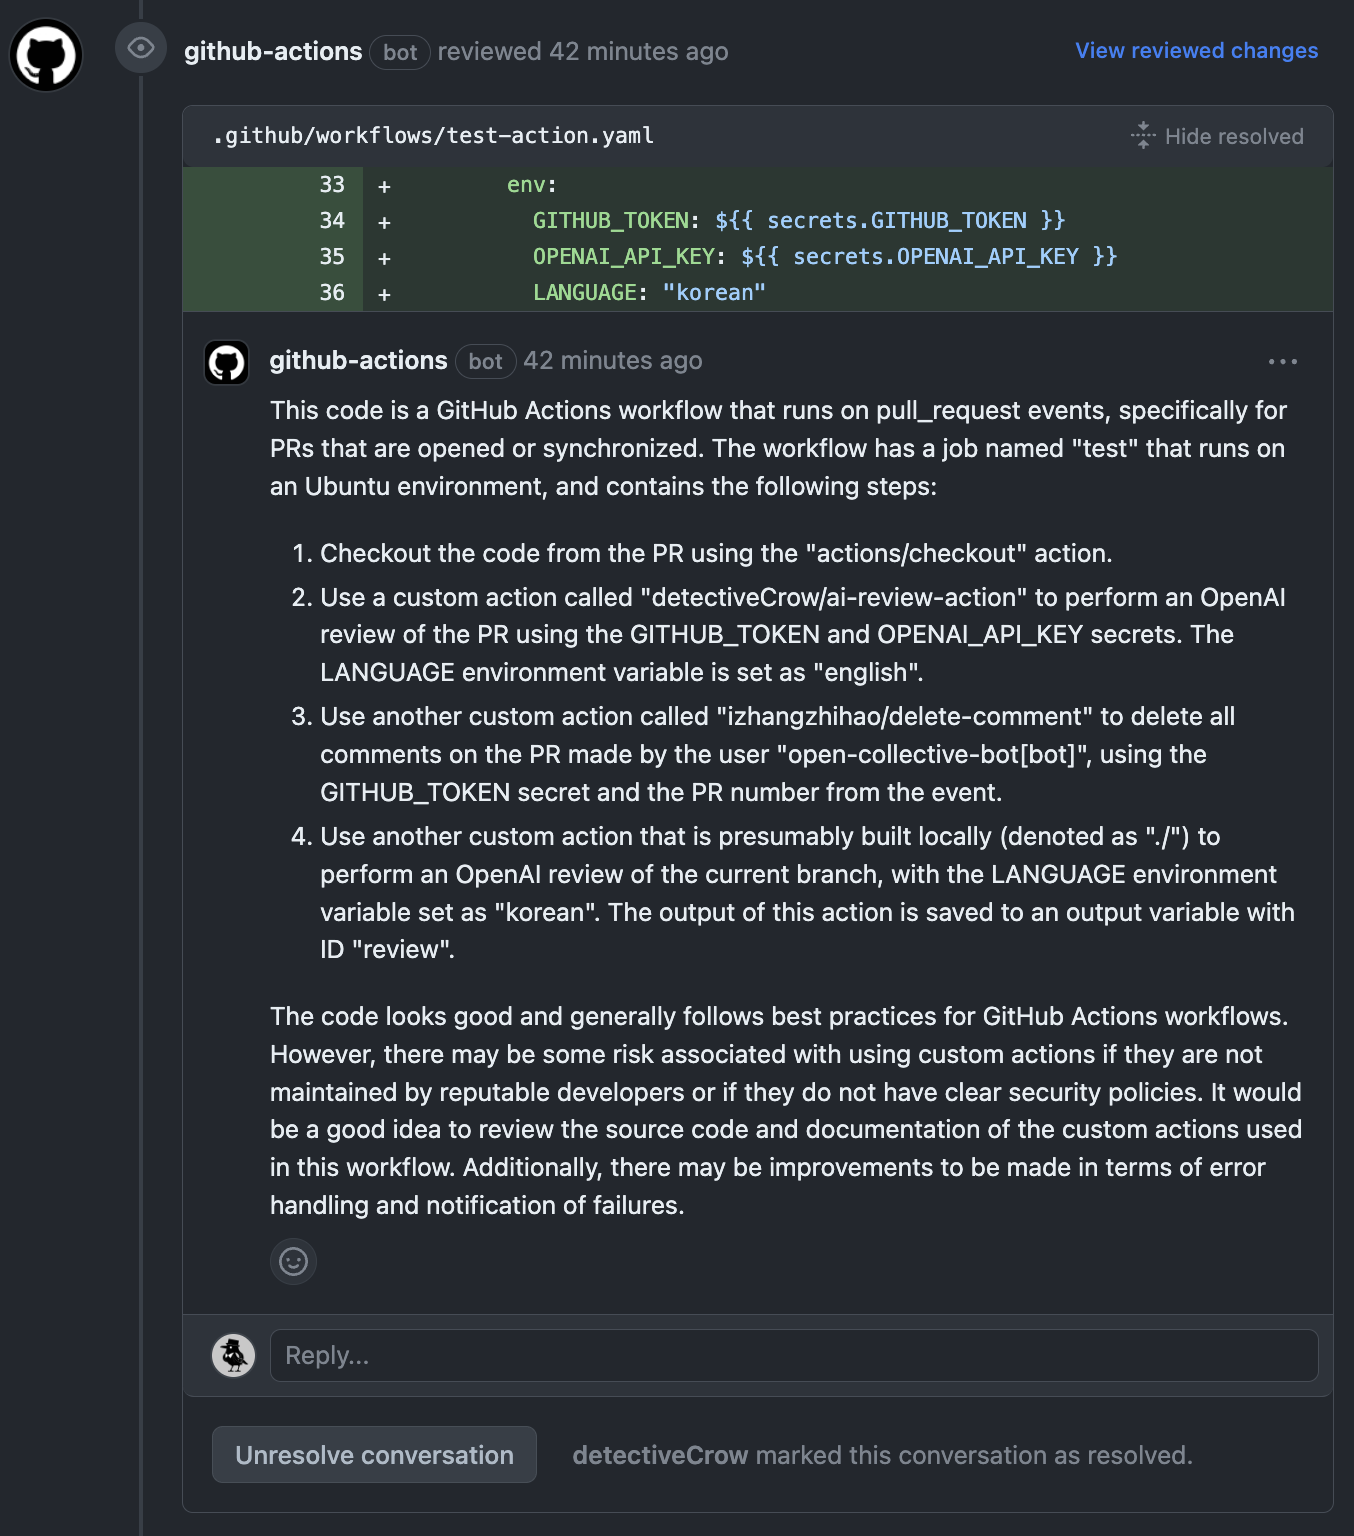 github-actions bot reviewed 42 minutes ago View reviewed changes
.github/workflows/test-action.yaml Hide resolved
33 + env:
34 + GITHUB_TOKEN: ${{ secrets.GITHUB_TOKEN }}
35 + OPENAI_API_KEY: ${{ secrets.OPENAI_API_KEY }}
36 + LANGUAGE: "korean"
github-actions bot 42 minutes ago ...
This code is a GitHub Actions workflow that runs on pull_request events, specifically for
PRs that are opened or synchronized. The workflow has a job named "test" that runs on
an Ubuntu environment, and contains the following steps:
1. Checkout the code from the PR using the "actions/checkout" action.
2. Use a custom action called "detectiveCrow/ai-review-action" to perform an OpenAI
review of the PR using the GITHUB_TOKEN and OPENAI_API_KEY secrets. The
LANGUAGE environment variable is set as "english".
3. Use another custom action called "izhangzhihao/delete-comment" to delete all
comments on the PR made by the user "open-collective-bot[bot]", using the
GITHUB_TOKEN secret and the PR number from the event.
4. Use another custom action that is presumably built locally (denoted as "./") to
perform an OpenAI review of the current branch, with the LANGUAGE environment
variable set as "korean". The output of this action is saved to an output variable with
ID "review".
The code looks good and generally follows best practices for GitHub Actions workflows.
However, there may be some risk associated with using custom actions if they are not
maintained by reputable developers or if they do not have clear security policies. It would
be a good idea to review the source code and documentation of the custom actions used
in this workflow. Additionally, there may be improvements to be made in terms of error
handling and notification of failures.
Reply...
Unresolve conversation detectiveCrow marked this conversation as resolved.